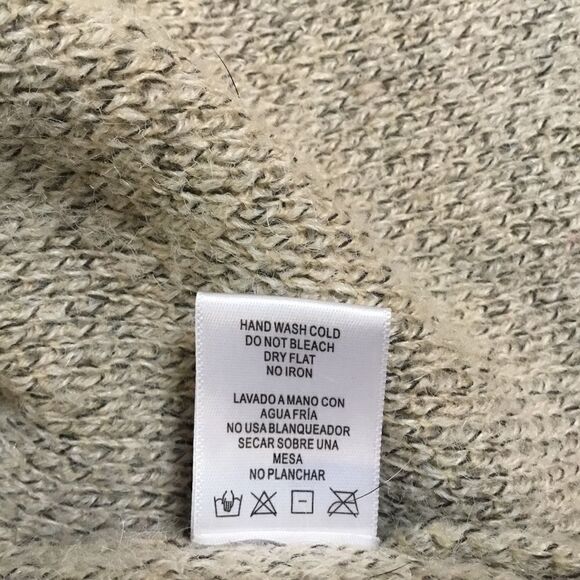 HAND WASH COLD
DO NOT BLEACH
DRY FLAT
NO IRON
LAVADO A MANO CON
AGUA FRÍA
NO USA BLANQUEADOR
SECAR SOBRE UNA
MESA
NO PLANCHAR